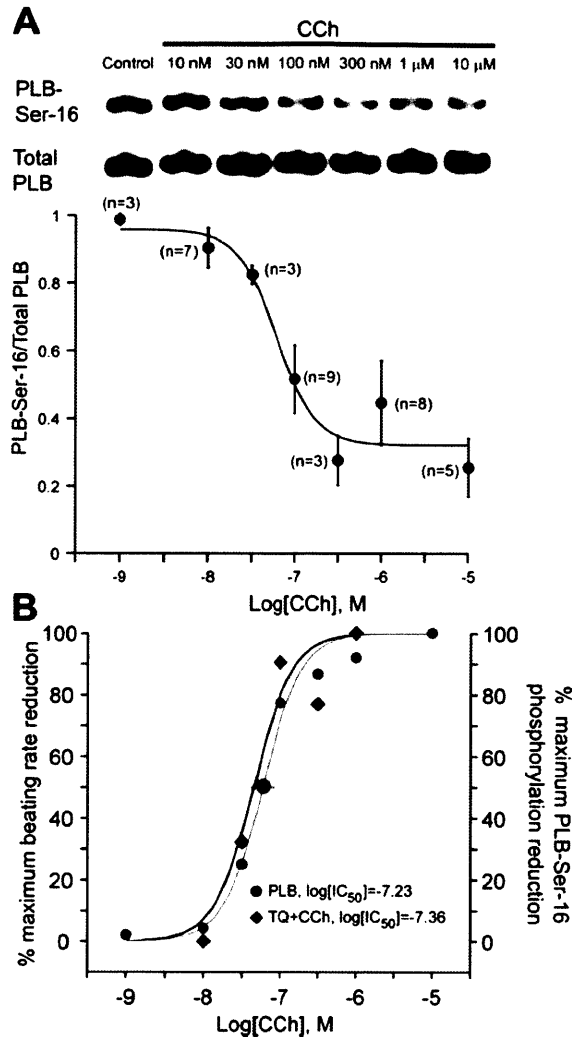 A
CCh
Control 10 nM 30 nM 100 nM 300 nM 1 μM 10 μM
PLB-
Ser-16
Total
PLB
PLB-Ser-16/Total PLB
1
0.8
0.6
0.4
0.2
0
(n=3)
(n=7)
(n=3)
(n=9)
(n=3)
(n=8)
(n=5)
-9 -8 -7 -6 -5
Log[CCh], M
B
% maximum beating rate reduction
100
80
60
40
20
0
% maximum PLB-Ser-16
phosphorylation reduction
100
80
60
40
20
0
PLB, log[IC50]=-7.23
TQ+CCh, log[IC50]=-7.36
-9 -8 -7 -6 -5
Log[CCh], M